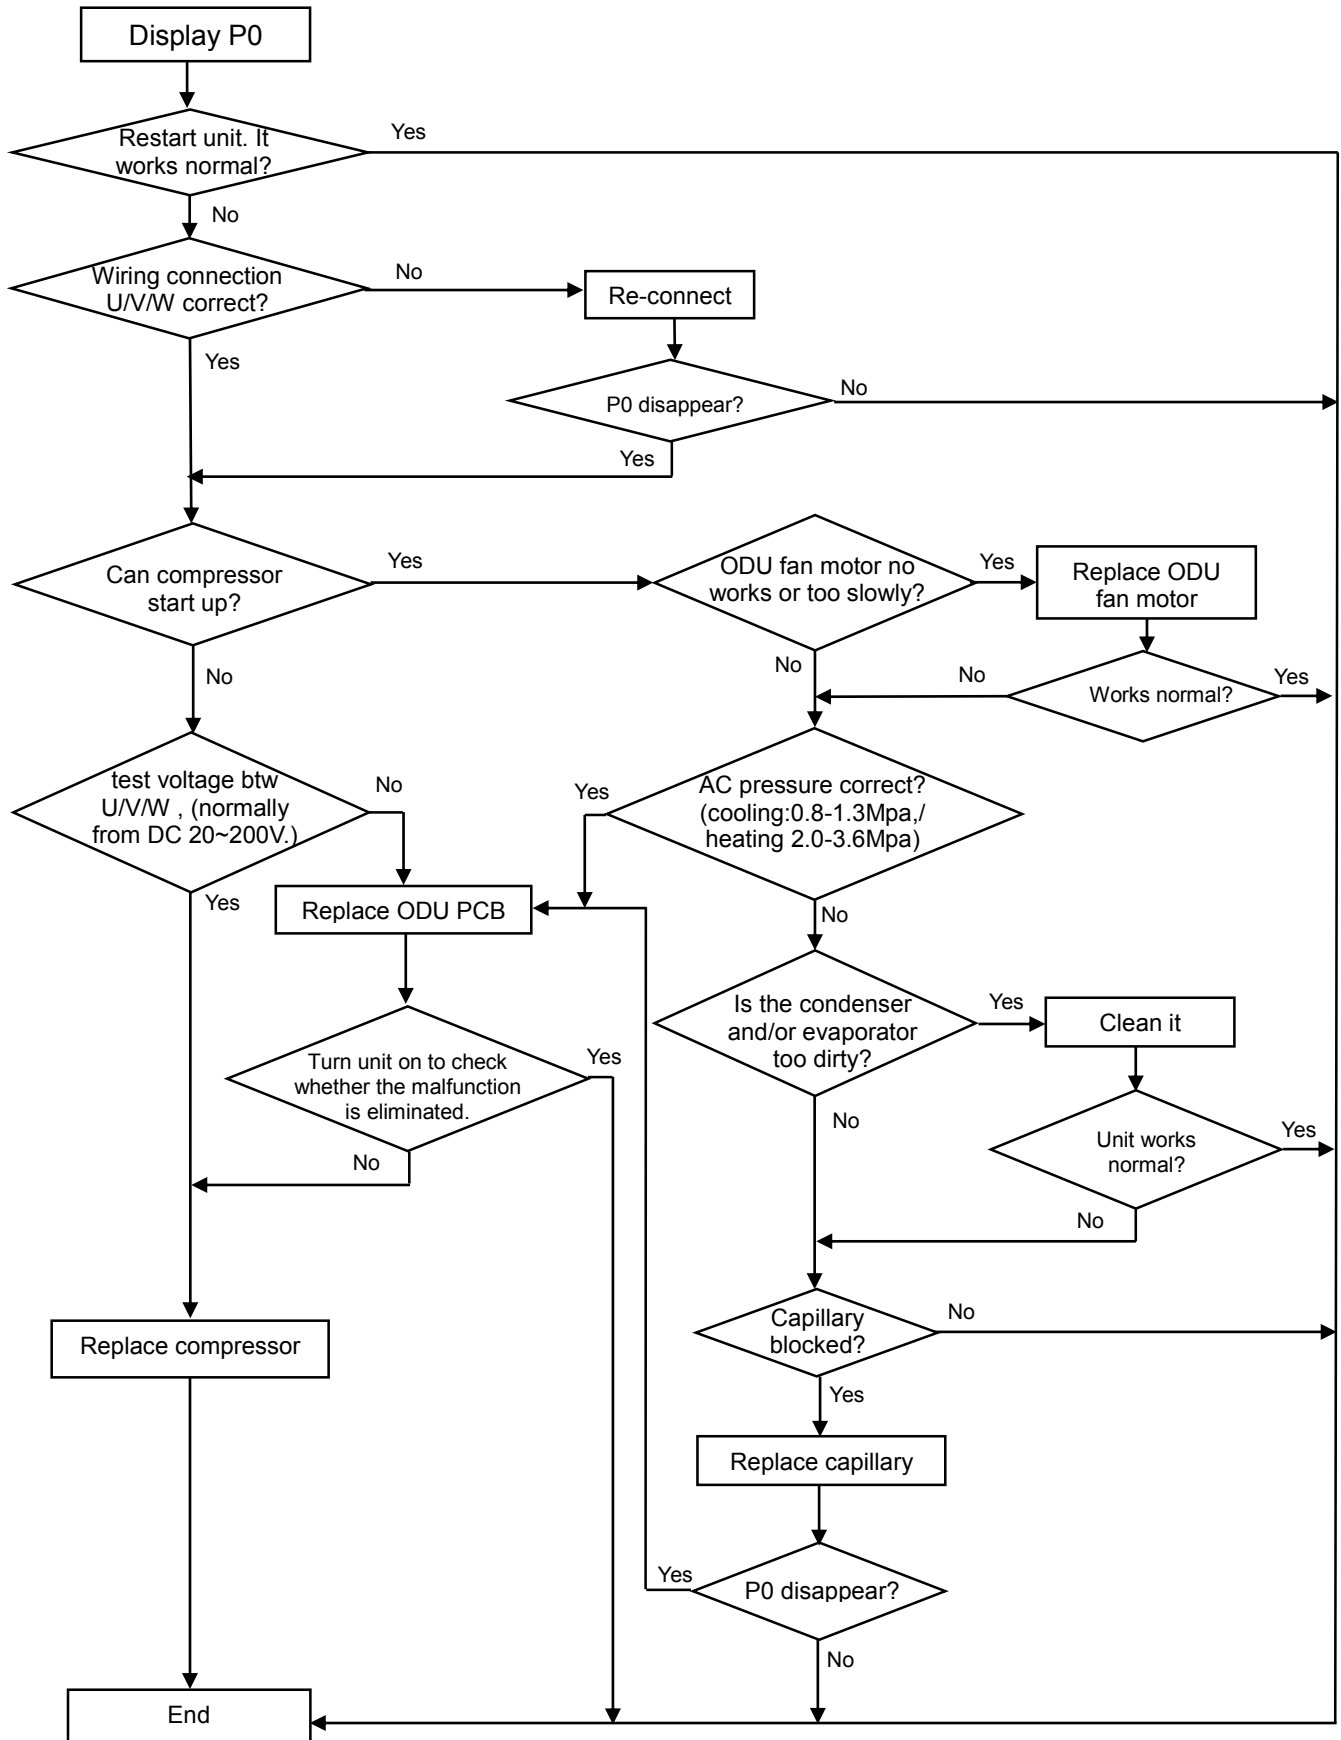 Display P0
Restart unit. It
works normal?
Yes
No
Wiring connection
U/V/W correct?
No
Re-connect
Yes
P0 disappear?
No
Yes
Can compressor
start up?
Yes
ODU fan motor no
works or too slowly?
Yes
Replace ODU
fan motor
No
No
No
Works normal?
Yes
test voltage btw
U/V/W , (normally
from DC 20~200V.)
No
Yes
AC pressure correct?
(cooling:0.8-1.3Mpa,/
heating 2.0-3.6Mpa)
Yes
Replace ODU PCB
No
Is the condenser
and/or evaporator
too dirty?
Yes
Clean it
Turn unit on to check
whether the malfunction
is eliminated.
Yes
No
No
Unit works
normal?
Yes
No
Replace compressor
Capillary
blocked?
No
Yes
Replace capillary
Yes
P0 disappear?
No
End